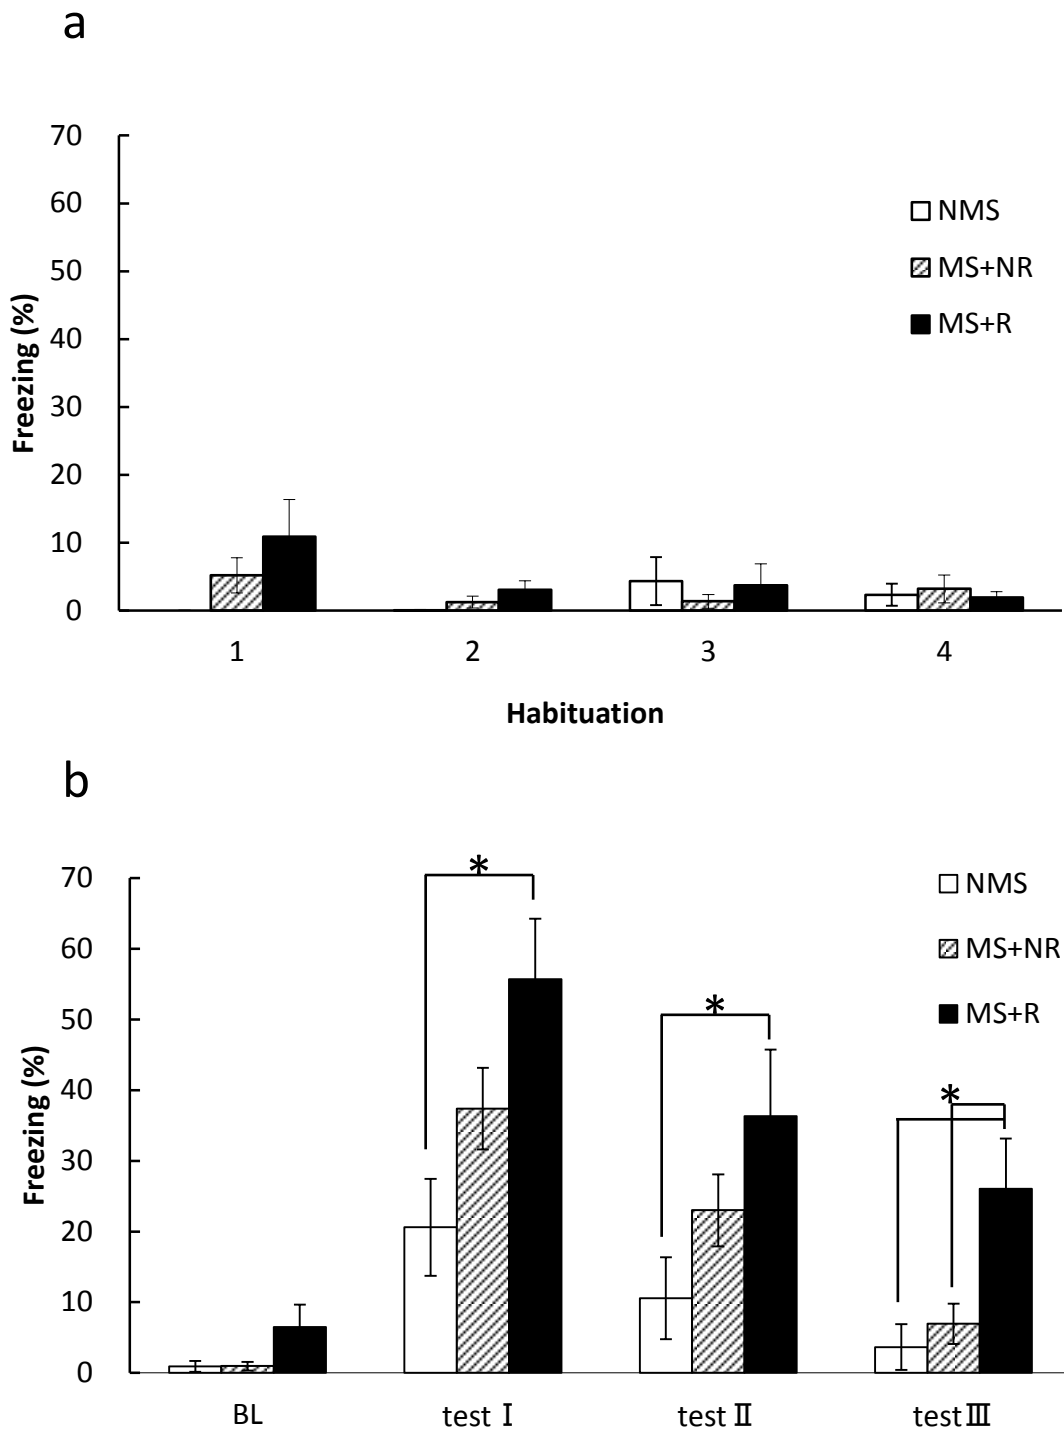 a
70
60
50
40
30
20
10
0
Freezing (%)
NMS
MS+NR
MS+R
1 2 3 4
Habituation
b
70
60
50
40
30
20
10
0
Freezing (%)
* * *
NMS
MS+NR
MS+R
BL test Ⅰ test Ⅱ test Ⅲ